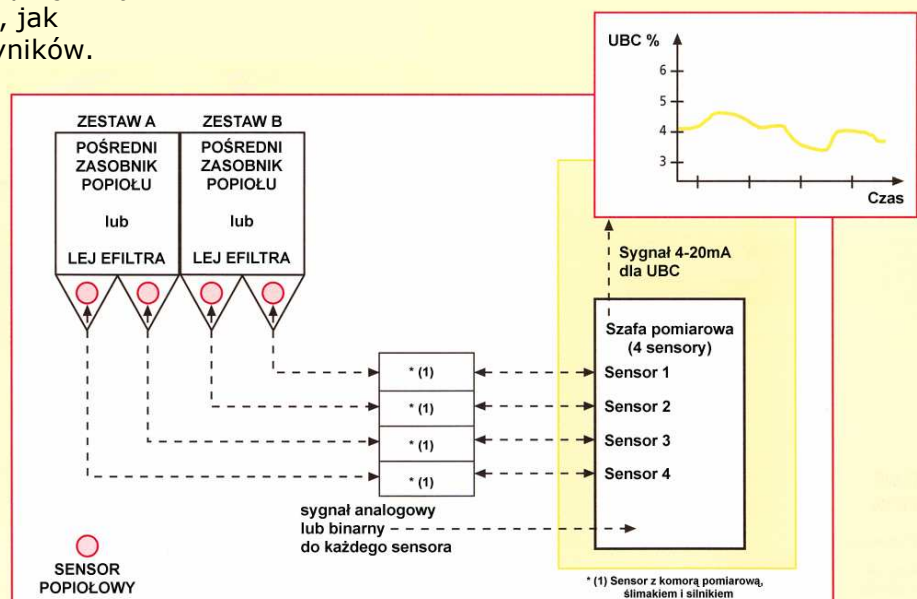 , jak
ników.
UBC %
6
5
4
3
Czas
ZESTAW A
POŚREDNI
ZASOBNIK
POPIOŁU
lub
LEJ EFILTRA
ZESTAW B
POŚREDNI
ZASOBNIK
POPIOŁU
lub
LEJ EFILTRA
Sygnał 4-20mA
dla UBC
Szafa pomiarowa
(4 sensory)
Sensor 1
Sensor 2
Sensor 3
Sensor 4
* (1)
* (1)
* (1)
* (1)
sygnał analogowy
lub binarny
do każdego sensora
SENSOR
POPIOŁOWY
* (1) Sensor z komorą pomiarową,
ślimakiem i silnikiem